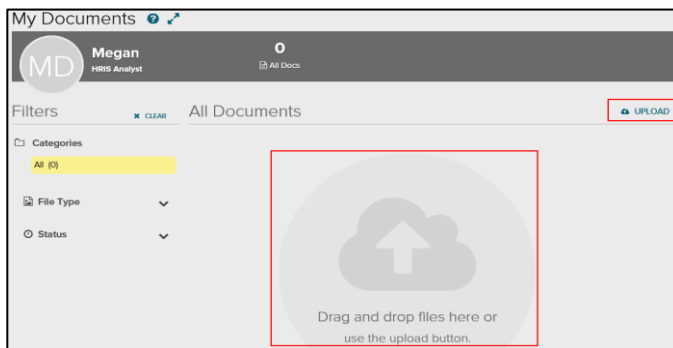 My Documents
MD
Megan
HRIS Analyst
0
All Docs
Filters
CLEAR
All Documents
UPLOAD
Categories
All (0)
File Type
Status
Drag and drop files here or
use the upload button.